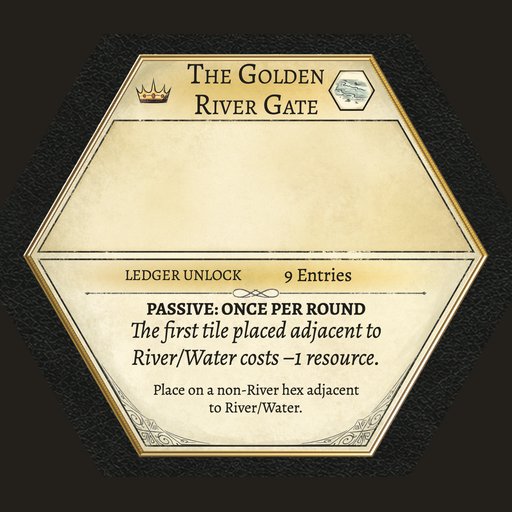 The Golden
River Gate
LEDGER UNLOCK 9 Entries
PASSIVE: ONCE PER ROUND
The first tile placed adjacent to
River/Water costs –1 resource.
Place on a non-River hex adjacent
to River/Water.